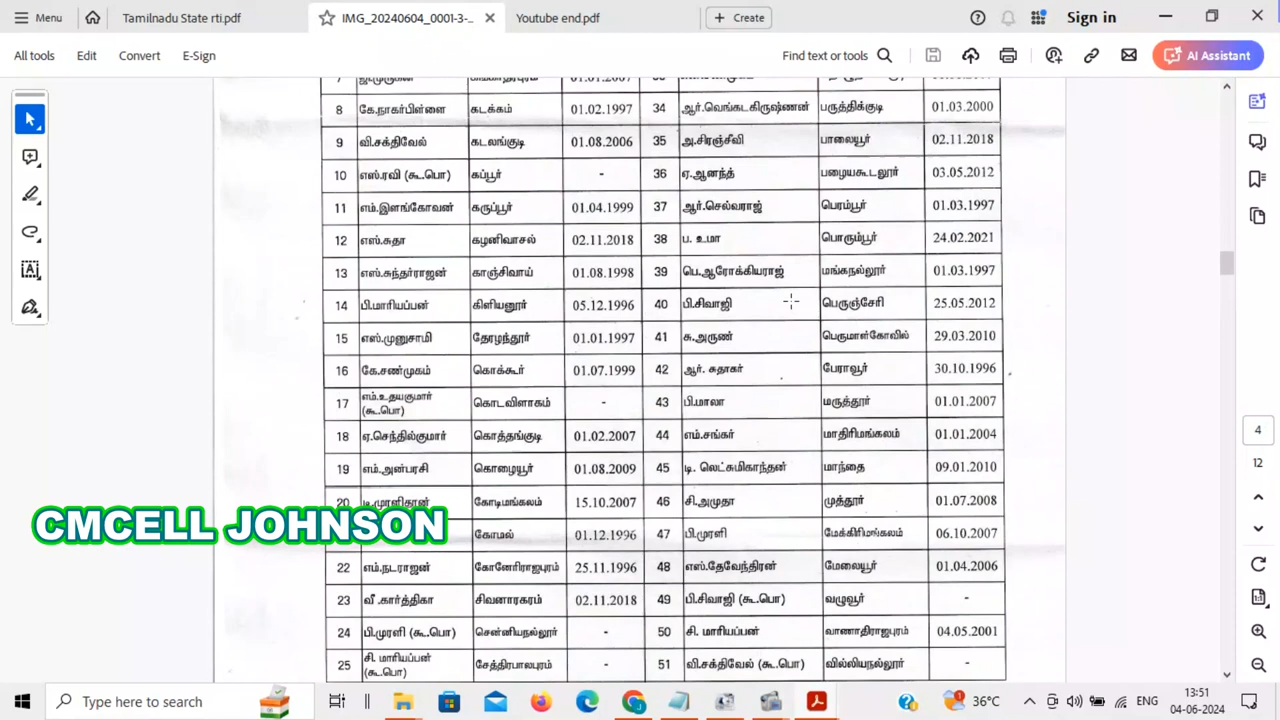 Menu
Tamilnadu State rti.pdf
IMG_20240604_0001-3-...
Youtube end.pdf
Create
Sign in
All tools Edit Convert E-Sign
Find text or tools
AI Assistant
8 கே.நாகர்பிள்ளை கடக்கம் 01.02.1997 34 ஆர்.வெங்கடகிருஷ்ணன் பருத்திக்குடி 01.03.2000
9 வி.சக்திவேல் கடலங்குடி 01.08.2006 35 அ.சிரஞ்சீவி பாலையூர் 02.11.2018
10 எஸ்.ரவி (கூ.பொ) கப்பூர் - 36 ஏ.ஆனந்த் பழையகூடலூர் 03.05.2012
11 எம்.இளங்கோவன் கருப்பூர் 01.04.1999 37 ஆர்.செல்வராஜ் பெரம்பூர் 01.03.1997
12 எஸ்.சுதா கழனிவாசல் 02.11.2018 38 ப. உமா பொரும்பூர் 24.02.2021
13 எஸ்.சுந்தர்ராஜன் காஞ்சிவாய் 01.08.1998 39 பெ.ஆரோக்கியராஜ் மங்கநல்லூர் 01.03.1997
14 பி.மாரியப்பன் கிளியனூர் 05.12.1996 40 பி.சிவாஜி பெருஞ்சேரி 25.05.2012
15 எஸ்.முனுசாமி தேரழந்தூர் 01.01.1997 41 சு.அருண் பெருமாள்கோவில் 29.03.2010
16 கே.சண்முகம் கொக்கூர் 01.07.1999 42 ஆர். சுதாகர் பேராவூர் 30.10.1996
17 எம்.உதயகுமார் (கூ.பொ) கொடவிளாகம் - 43 பி.மாலா மருத்தூர் 01.01.2007
18 ஏ.செந்தில்குமார் கொத்தங்குடி 01.02.2007 44 எம்.சங்கர் மாதிரிமங்கலம் 01.01.2004
19 எம்.அன்பரசி கொழையூர் 01.08.2009 45 டி. லெட்சுமிகாந்தன் மாந்தை 09.01.2010
20 டி.முரளிதரன் கோடிமங்கலம் 15.10.2007 46 சி.அமுதா முத்தூர் 01.07.2008
CMCELL JOHNSON
கோமல் 01.12.1996 47 பி.முரளி மேக்கிரிமங்கலம் 06.10.2007
22 எம்.நடராஜன் கோனேரிராஜபுரம் 25.11.1996 48 எஸ்.தேவேந்திரன் மேலையூர் 01.04.2006
23 வீ.கார்த்திகா சிவனாரகரம் 02.11.2018 49 பி.சிவாஜி (கூ.பொ) வழுவூர் -
24 பி.முரளி (கூ.பொ) சென்னியநல்லூர் - 50 சி. மாரியப்பன் வாணாதிராஜபுரம் 04.05.2001
25 சி. மாரியப்பன் (கூ.பொ) சேத்திரபாலபுரம் - 51 வி.சக்திவேல் (கூ.பொ) வில்லியநல்லூர் -
4
12
Type here to search
36°C
ENG
13:51
04-06-2024